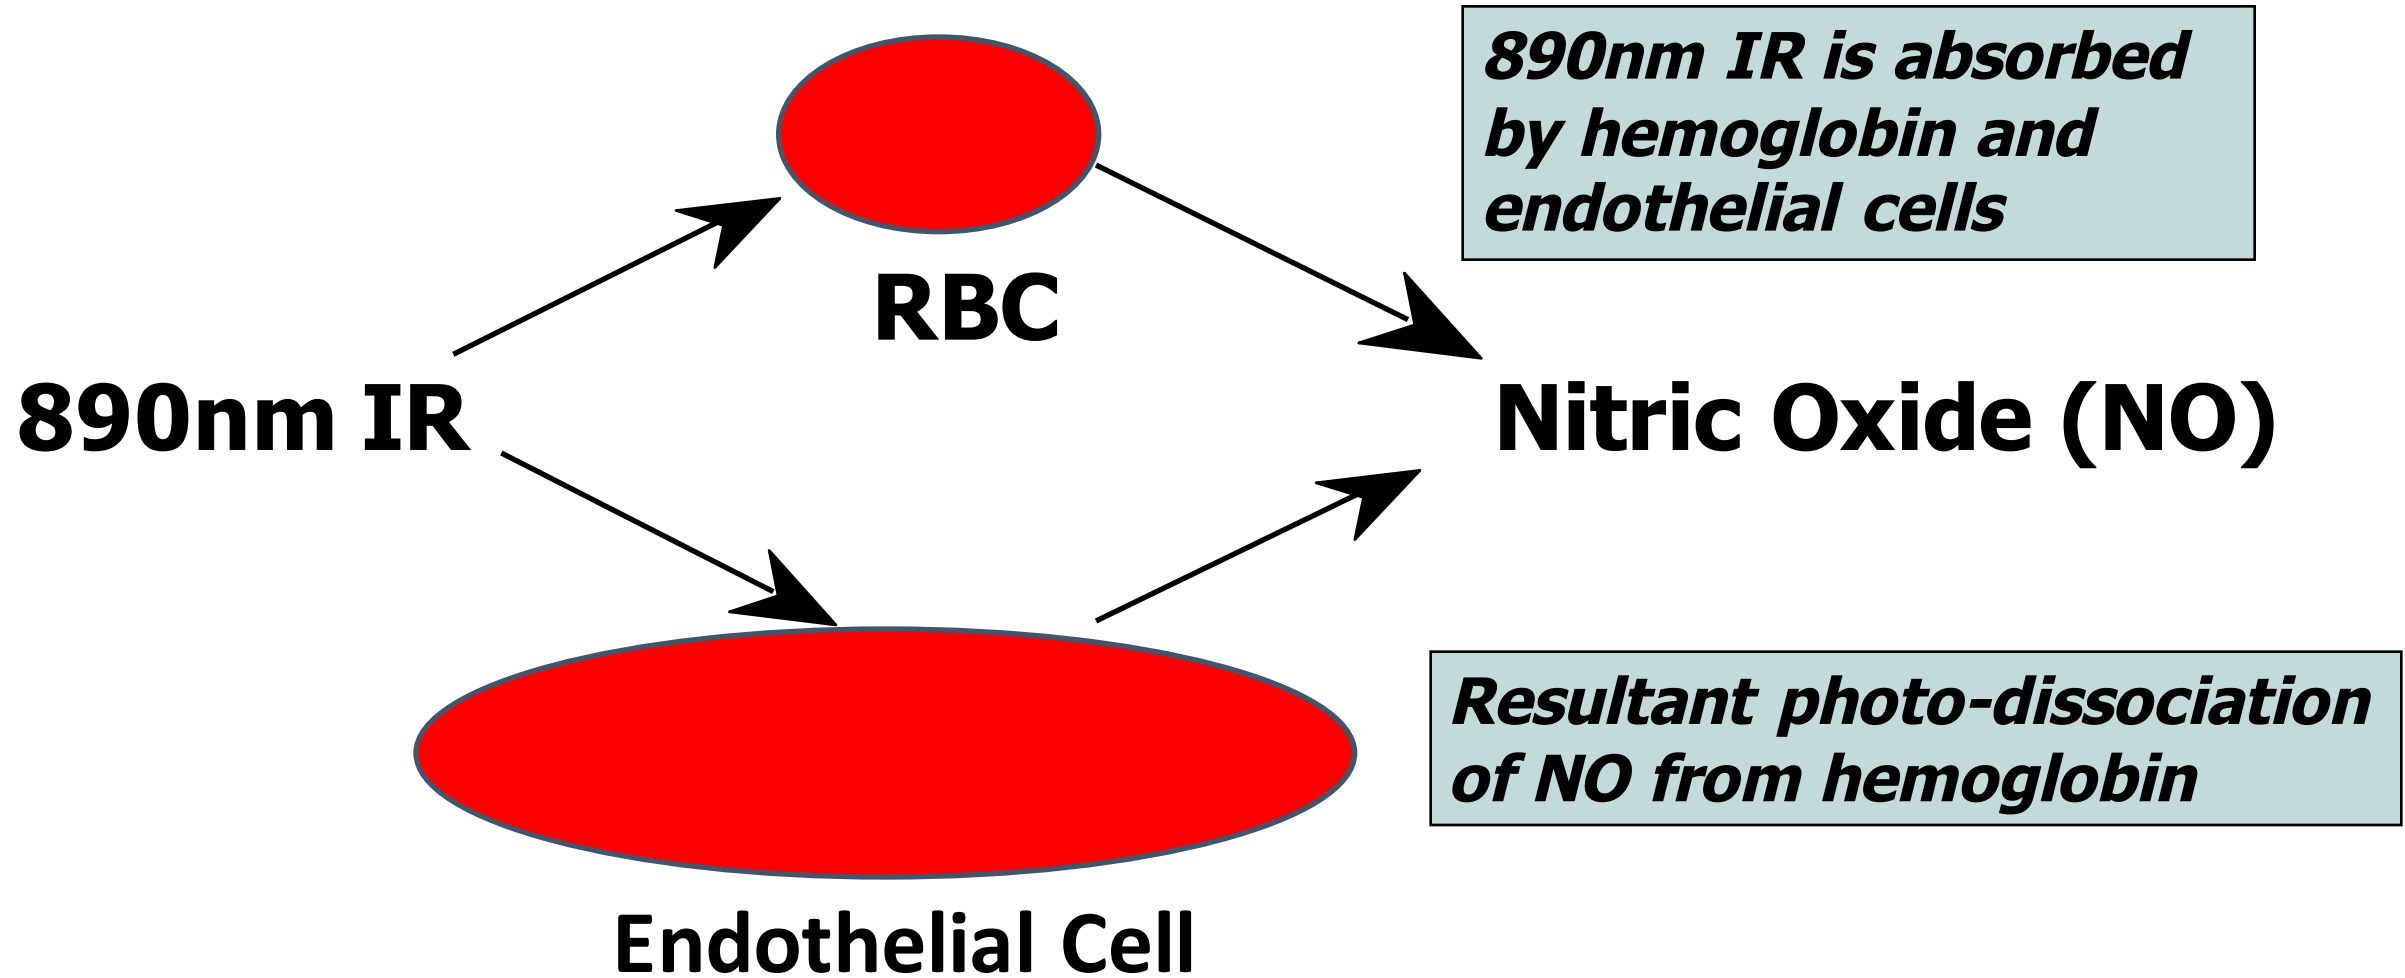 890nm IR is absorbed
by hemoglobin and
endothelial cells
RBC
890nm IR
Nitric Oxide (NO)
Resultant photo-dissociation
of NO from hemoglobin
Endothelial Cell